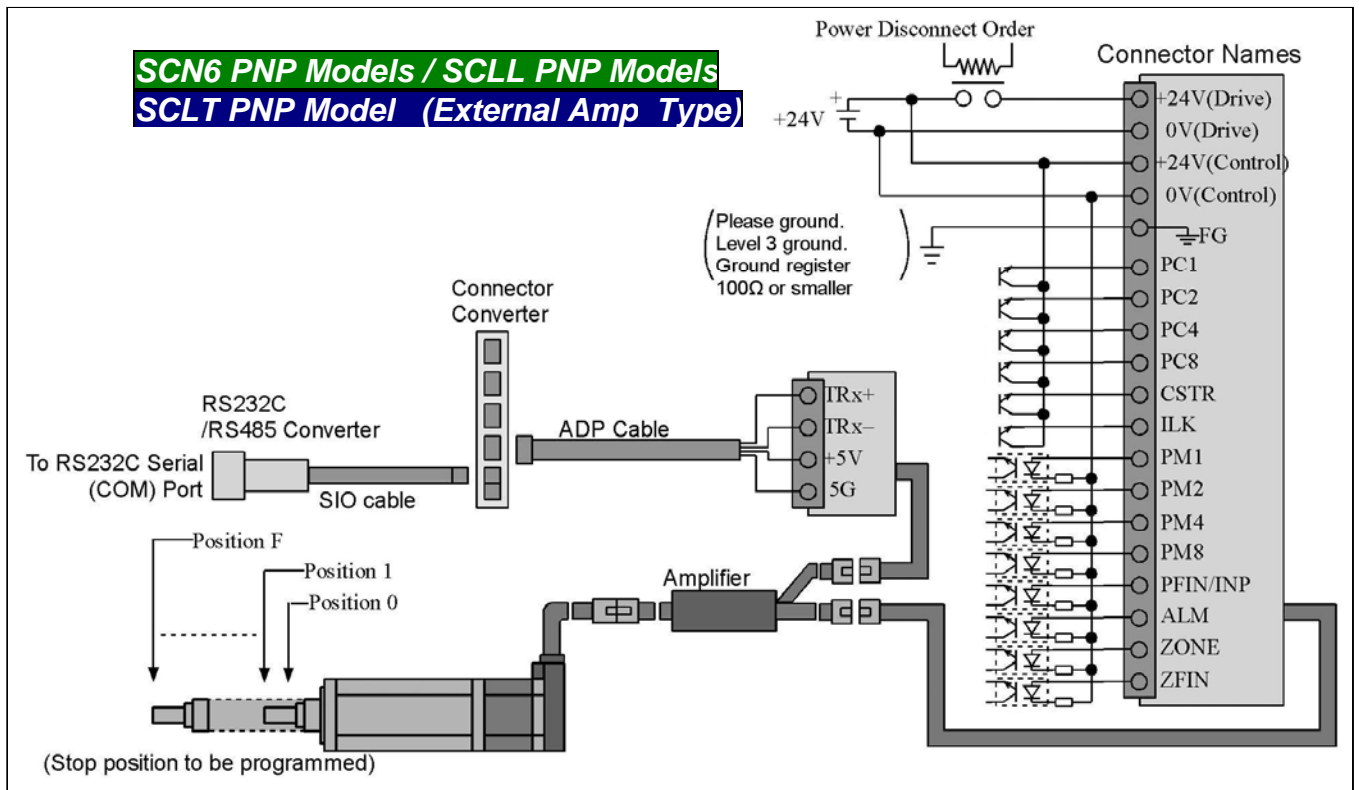 SCN6 PNP Models / SCLL PNP Models
SCLT PNP Model (External Amp Type)
Power Disconnect Order
Connector Names
+
+24V
+24V(Drive)
0V(Drive)
+24V(Control)
0V(Control)
FG
Please ground.
Level 3 ground.
Ground register
100Ω or smaller
PC1
PC2
PC4
PC8
CSTR
ILK
PM1
PM2
PM4
PM8
PFIN/INP
ALM
ZONE
ZFIN
Connector
Converter
TRx+
TRx−
+5V
5G
ADP Cable
RS232C
/RS485 Converter
To RS232C Serial
(COM) Port
SIO cable
Position F
Position 1
Position 0
Amplifier
(Stop position to be programmed)